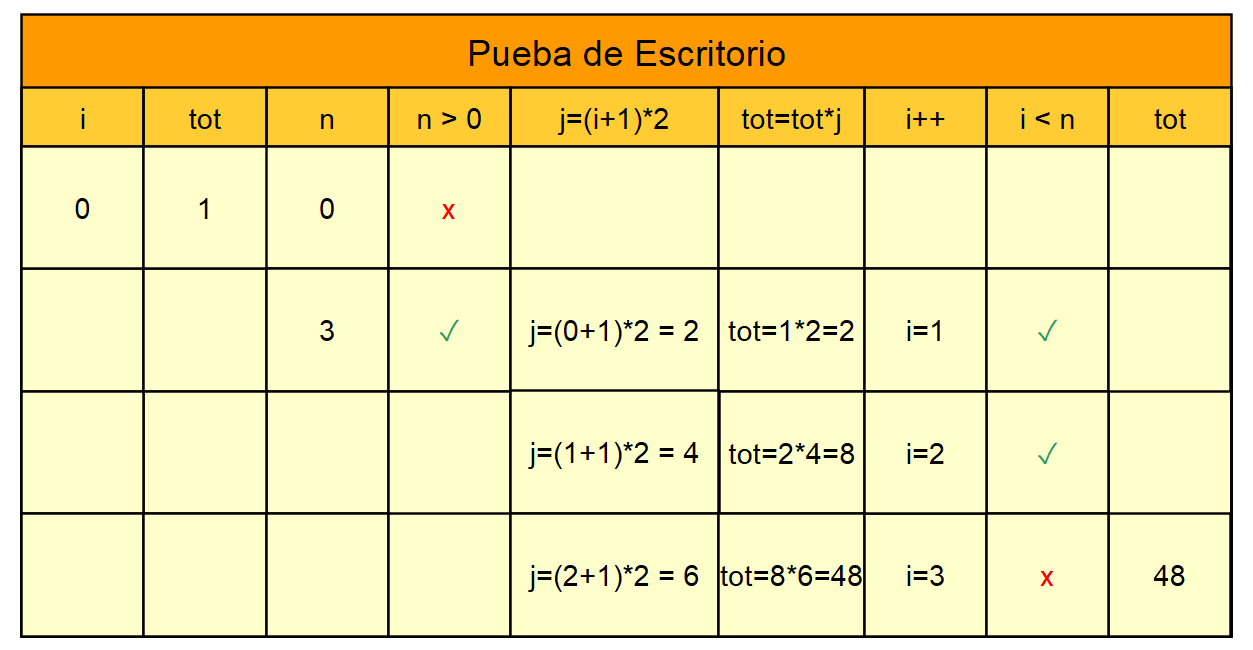 Pueba de Escritorio
i tot n n > 0 j=(i+1)*2 tot=tot*j i++ i < n tot
0 1 0 x
3 ✓ j=(0+1)*2 = 2 tot=1*2=2 i=1 ✓
j=(1+1)*2 = 4 tot=2*4=8 i=2 ✓
j=(2+1)*2 = 6 tot=8*6=48 i=3 x 48